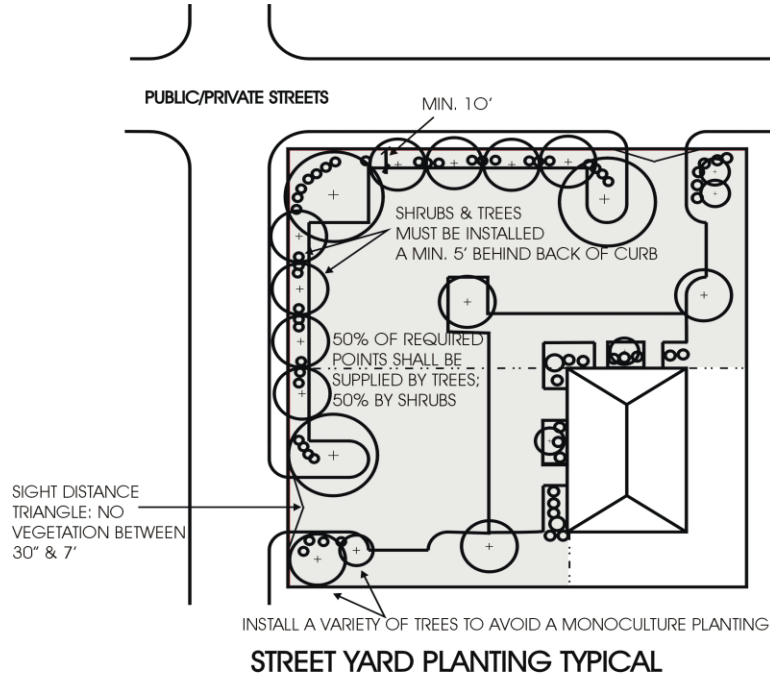 PUBLIC/PRIVATE STREETS
MIN. 10'
SHRUBS & TREES
MUST BE INSTALLED
A MIN. 5' BEHIND BACK OF CURB
50% OF REQUIRED
POINTS SHALL BE
SUPPLIED BY TREES;
50% BY SHRUBS
SIGHT DISTANCE
TRIANGLE: NO
VEGETATION BETWEEN
30" & 7'
INSTALL A VARIETY OF TREES TO AVOID A MONOCULTURE PLANTING
STREET YARD PLANTING TYPICAL